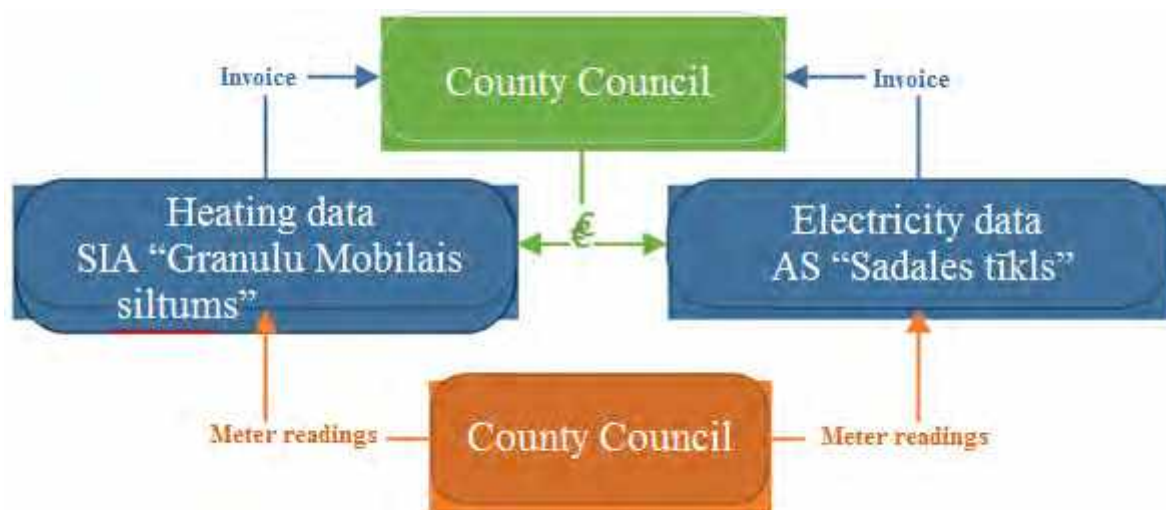 County Council
Invoice
Invoice
Heating data
SIA “Granulu Mobilais
siltums”
€
Electricity data
AS “Sadales tīkls”
Meter readings
County Council
Meter readings